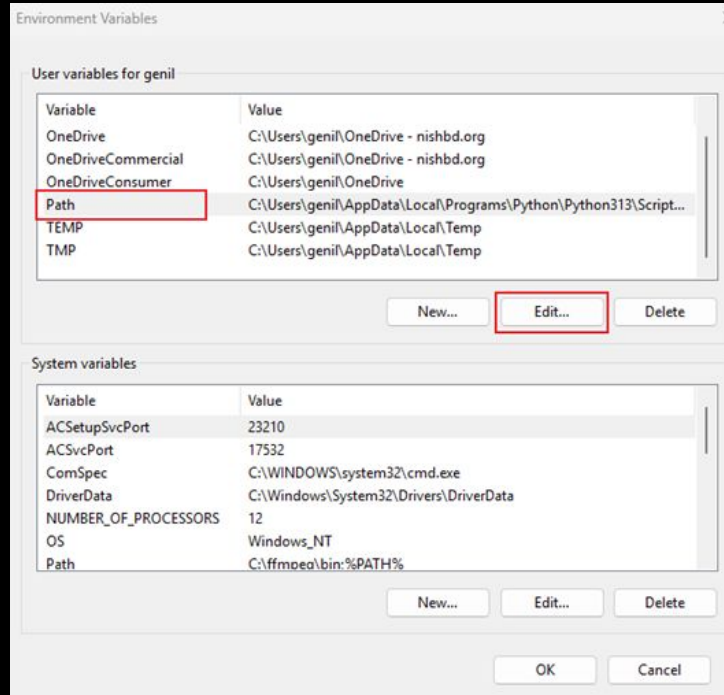 Environment Variables
User variables for genil
Variable Value
OneDrive C:\Users\genil\OneDrive - nishbd.org
OneDriveCommercial C:\Users\genil\OneDrive - nishbd.org
OneDriveConsumer C:\Users\genil\OneDrive
Path C:\Users\genil\AppData\Local\Programs\Python\Python313\Script...
TEMP C:\Users\genil\AppData\Local\Temp
TMP C:\Users\genil\AppData\Local\Temp
New... Edit... Delete
System variables
Variable Value
ACSetupSvcPort 23210
ACSvcPort 17532
ComSpec C:\WINDOWS\system32\cmd.exe
DriverData C:\Windows\System32\Drivers\DriverData
NUMBER_OF_PROCESSORS 12
OS Windows_NT
Path C:\ffmpeg\bin;%PATH%
New... Edit... Delete
OK Cancel